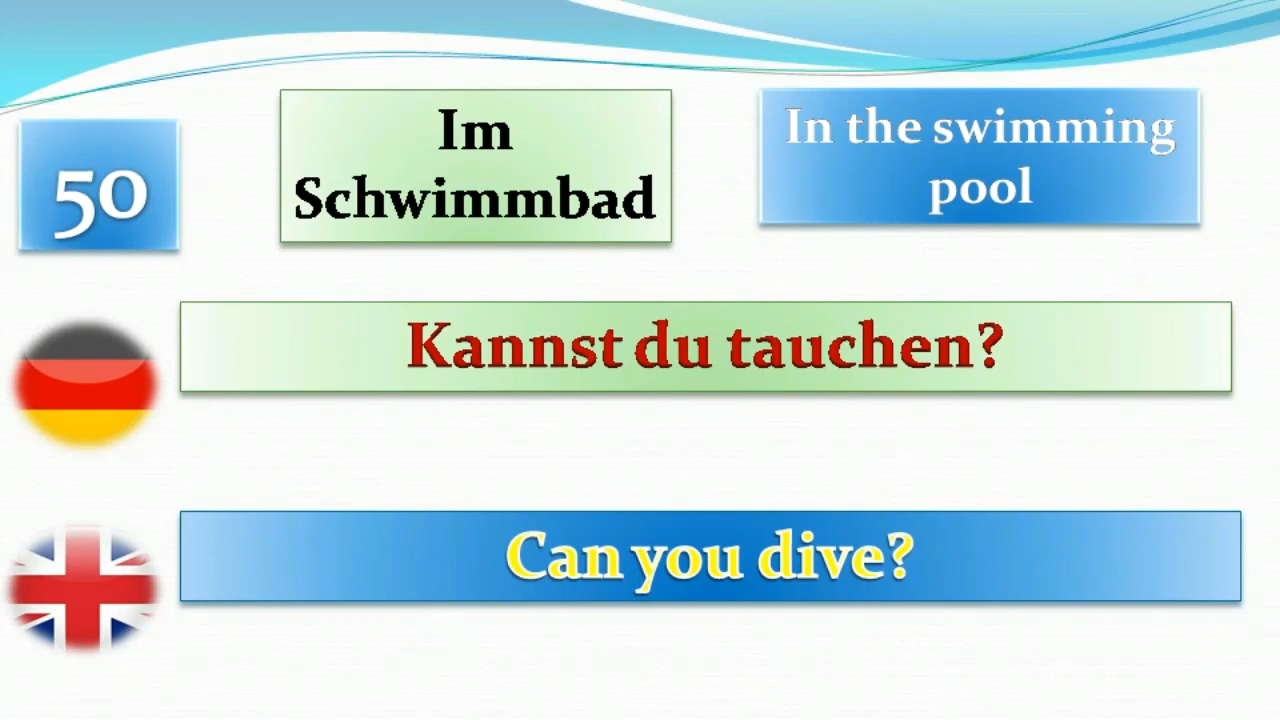 50
Im
Schwimmbad
In the swimming
pool
Kannst du tauchen?
Can you dive?